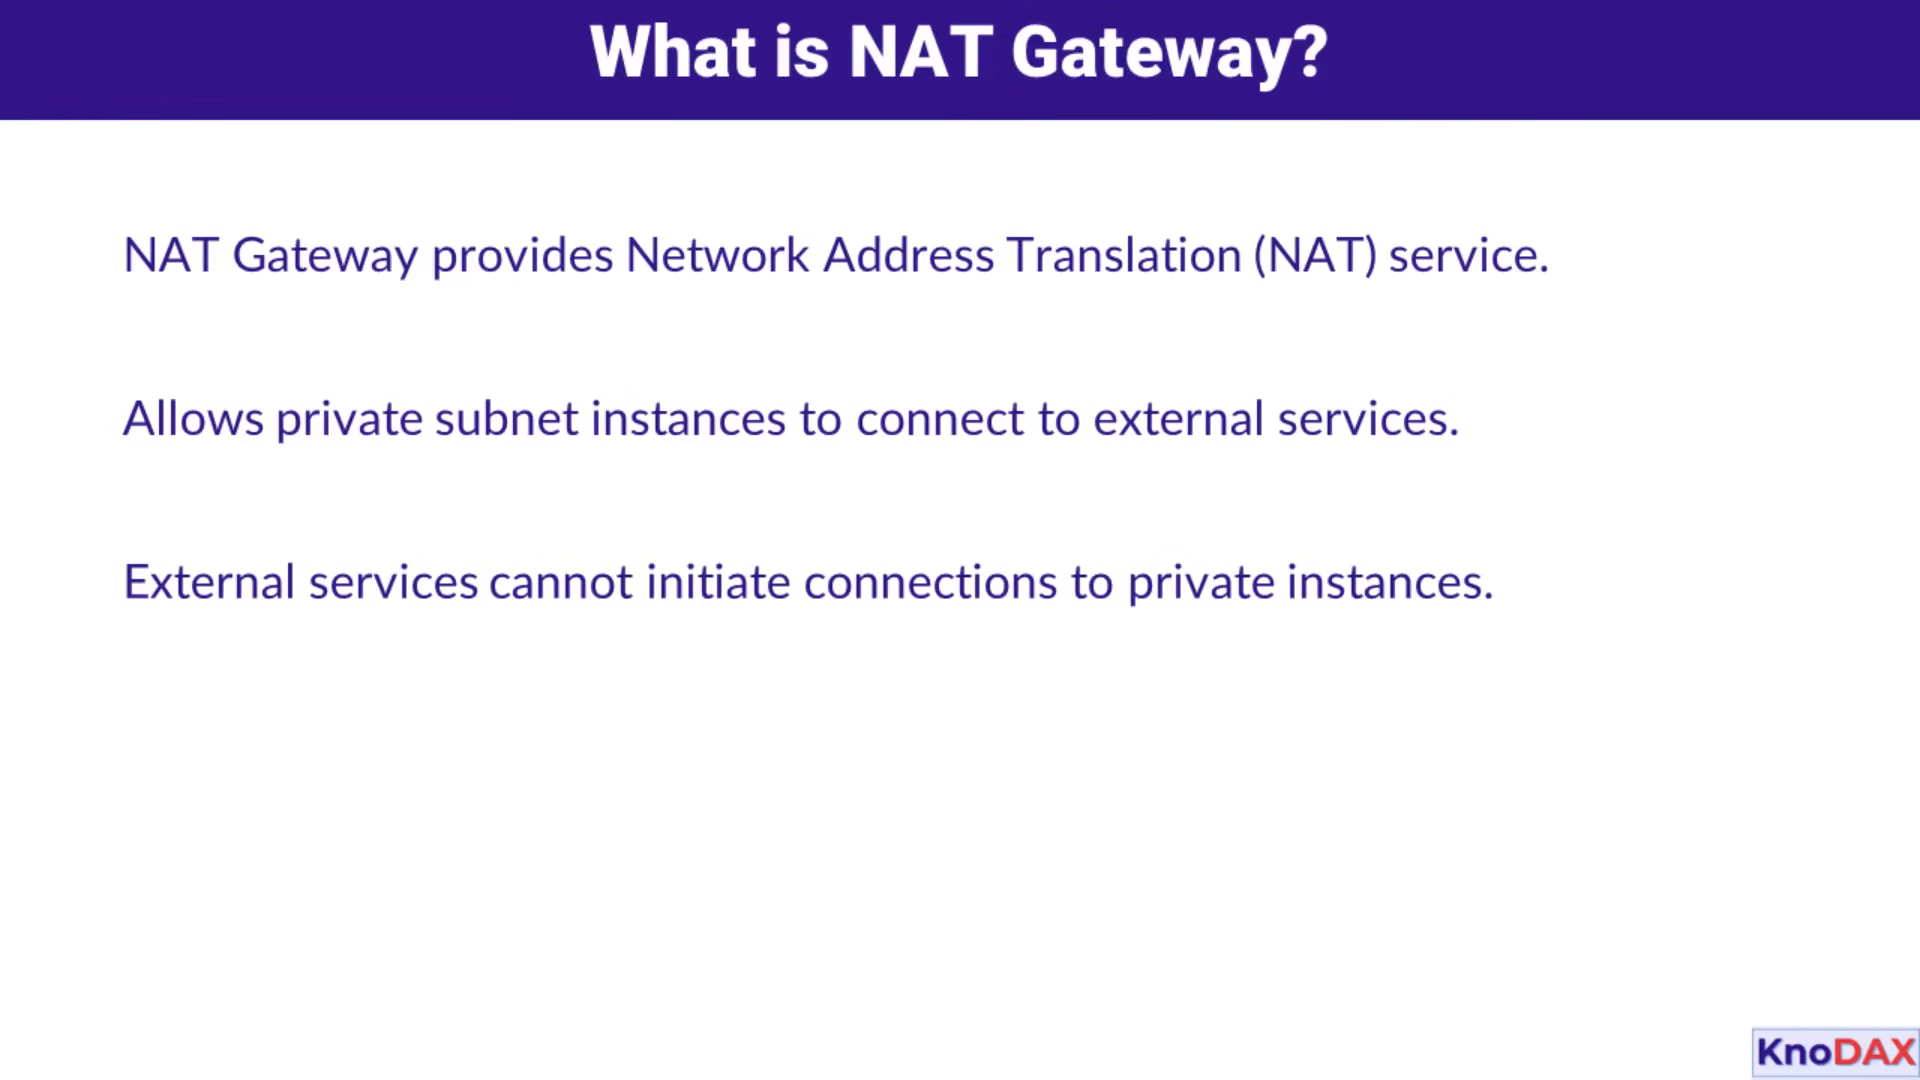 What is NAT Gateway?
NAT Gateway provides Network Address Translation (NAT) service.
Allows private subnet instances to connect to external services.
External services cannot initiate connections to private instances.
KnoDAX